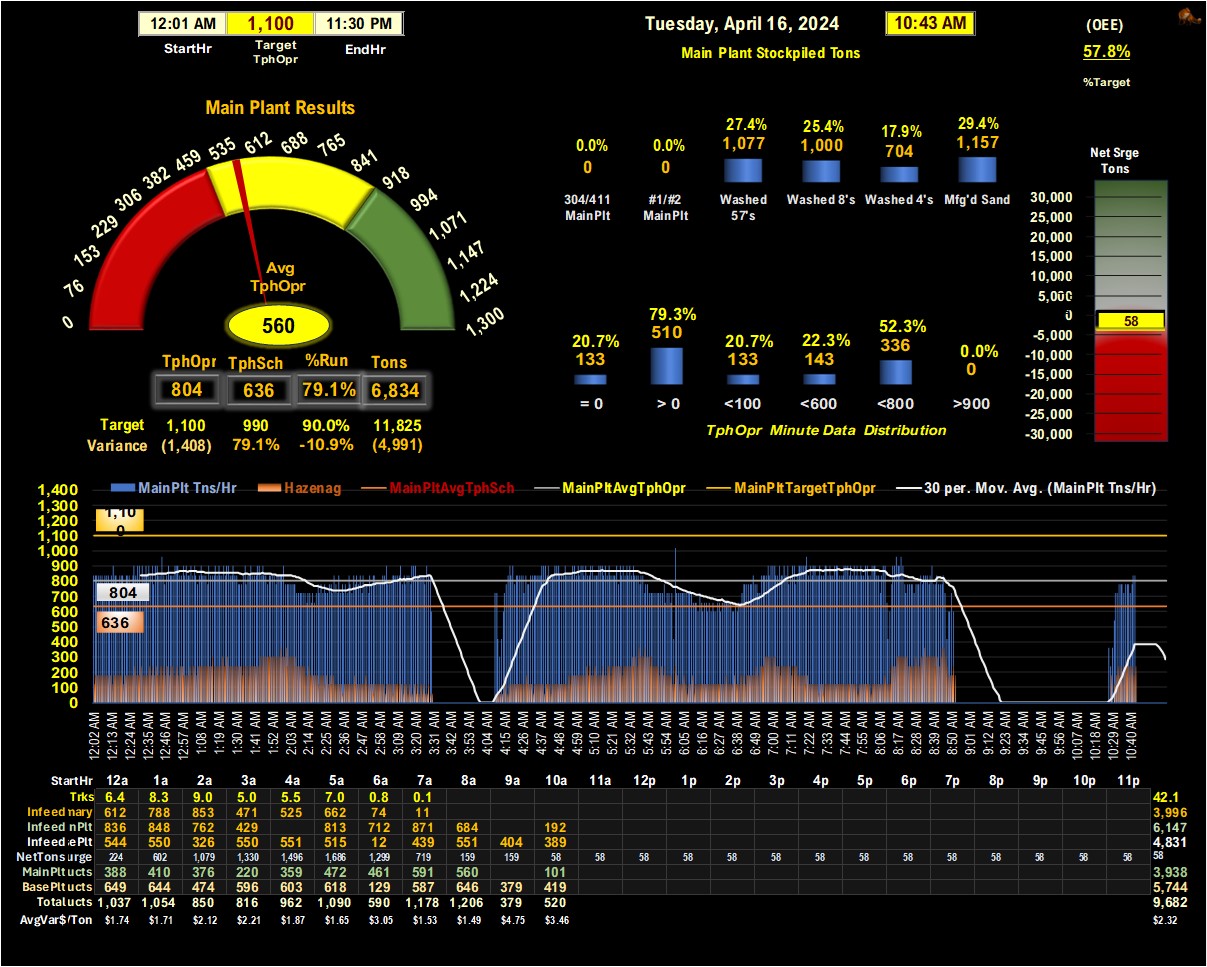 12:01 AM 1,100 11:30 PM
StartHr Target TphOpr EndHr
Tuesday, April 16, 2024 10:43 AM
Main Plant Stockpiled Tons
(OEE)
57.8%
%Target
Main Plant Results
0 76 153 229 306 382 459 535 612 688 765 841 918 994 1,071 1,147 1,224 1,300
Avg
TphOpr
560
TphOpr TphSch %Run Tons
804 636 79.1% 6,834
Target 1,100 990 90.0% 11,825
Variance (1,408) 79.1% -10.9% (4,991)
0.0% 0.0% 27.4% 25.4% 17.9% 29.4%
0 0 1,077 1,000 704 1,157
304/411 MainPlt #1/#2 MainPlt Washed 57's Washed 8's Washed 4's Mfg'd Sand
20.7% 79.3% 20.7% 22.3% 52.3% 0.0%
133 510 133 143 336 0
= 0 > 0 <100 <600 <800 >900
TphOpr Minute Data Distribution
Net Srge
Tons
30,000
25,000
20,000
15,000
10,000
5,000
0
58
-5,000
-10,000
-15,000
-20,000
-25,000
-30,000
MainPlt Tns/Hr Hazenag MainPltAvgTphSch MainPltAvgTphOpr MainPltTargetTphOpr 30 per. Mov. Avg. (MainPlt Tns/Hr)
1,400
1,300
1,200
1,100
1,000
900
800
700
600
500
400
300
200
100
0
1,10
0
804
636
12:02 AM 12:13 AM 12:24 AM 12:35 AM 12:46 AM 12:57 AM 1:08 AM 1:19 AM 1:30 AM 1:41 AM 1:52 AM 2:03 AM 2:14 AM 2:25 AM 2:36 AM 2:47 AM 2:58 AM 3:09 AM 3:20 AM 3:31 AM 3:42 AM 3:53 AM 4:04 AM 4:15 AM 4:26 AM 4:37 AM 4:48 AM 4:59 AM 5:10 AM 5:21 AM 5:32 AM 5:43 AM 5:54 AM 6:05 AM 6:16 AM 6:27 AM 6:38 AM 6:49 AM 7:00 AM 7:11 AM 7:22 AM 7:33 AM 7:44 AM 7:55 AM 8:06 AM 8:17 AM 8:28 AM 8:39 AM 8:50 AM 9:01 AM 9:12 AM 9:23 AM 9:34 AM 9:45 AM 9:56 AM 10:07 AM 10:18 AM 10:29 AM 10:40 AM
StartHr 12a 1a 2a 3a 4a 5a 6a 7a 8a 9a 10a 11a 12p 1p 2p 3p 4p 5p 6p 7p 8p 9p 10p 11p
Trks 6.4 8.3 9.0 5.0 5.5 7.0 0.8 0.1 42.1
Infeed mary 612 788 853 471 525 662 74 11 3,996
Infeed nPlt 836 848 762 429 813 712 871 684 192 6,147
Infeed ePlt 544 550 326 550 551 515 12 439 551 404 389 4,831
NetTons urge 224 602 1,079 1,330 1,496 1,686 1,299 719 159 159 58 58 58 58 58 58 58 58 58 58 58 58 58 58 58
MainPlt ucts 388 410 376 220 359 472 461 591 560 101 3,938
BasePlt ucts 649 644 474 596 603 618 129 587 646 379 419 5,744
Total ucts 1,037 1,054 850 816 962 1,090 590 1,178 1,206 379 520 9,682
AvgVar$/Ton $1.74 $1.71 $2.12 $2.21 $1.87 $1.65 $3.05 $1.53 $1.49 $4.75 $3.46 $2.32